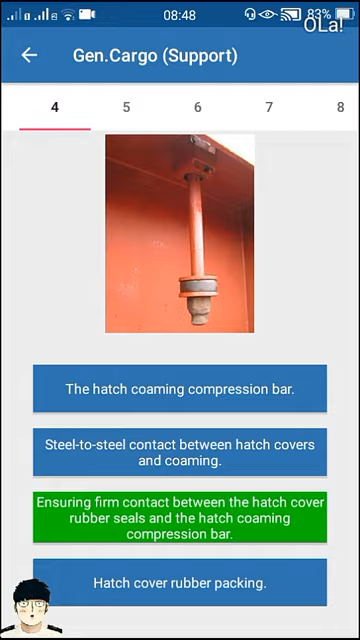 08:48
83%
OLa!
Gen.Cargo (Support)
4 5 6 7 8
The hatch coaming compression bar.
Steel-to-steel contact between hatch covers
and coaming.
Ensuring firm contact between the hatch cover
rubber seals and the hatch coaming
compression bar.
Hatch cover rubber packing.